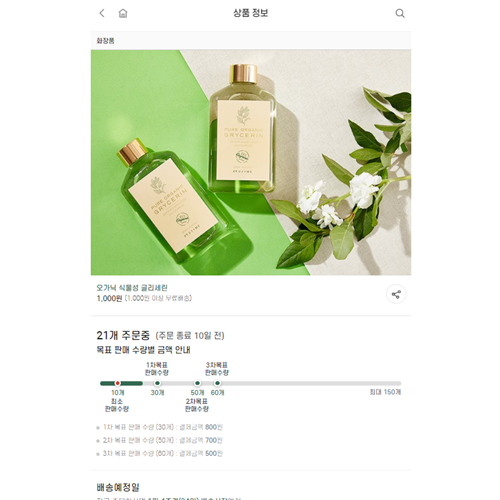 상품 정보
화장품
PURE ORGANIC
GRYCERIN
PURE ORGANIC
GRYCERIN
오가닉 식물성 글리세린
1,000원 [1,000원 이상 무료배송]
21개 주문중 (주문 종료 10일 전)
목표 판매 수량별 금액 안내
1차목표 판매수량
3차목표 판매수량
10개 30개 50개 60개 최대 150개
최소 판매수량
2차목표 판매수량
1차 목표 판매 수량 [30개] : 결제금액 800원
2차 목표 판매 수량 [50개] : 결제금액 700원
3차 목표 판매 수량 [60개] : 결제금액 500원
배송예정일